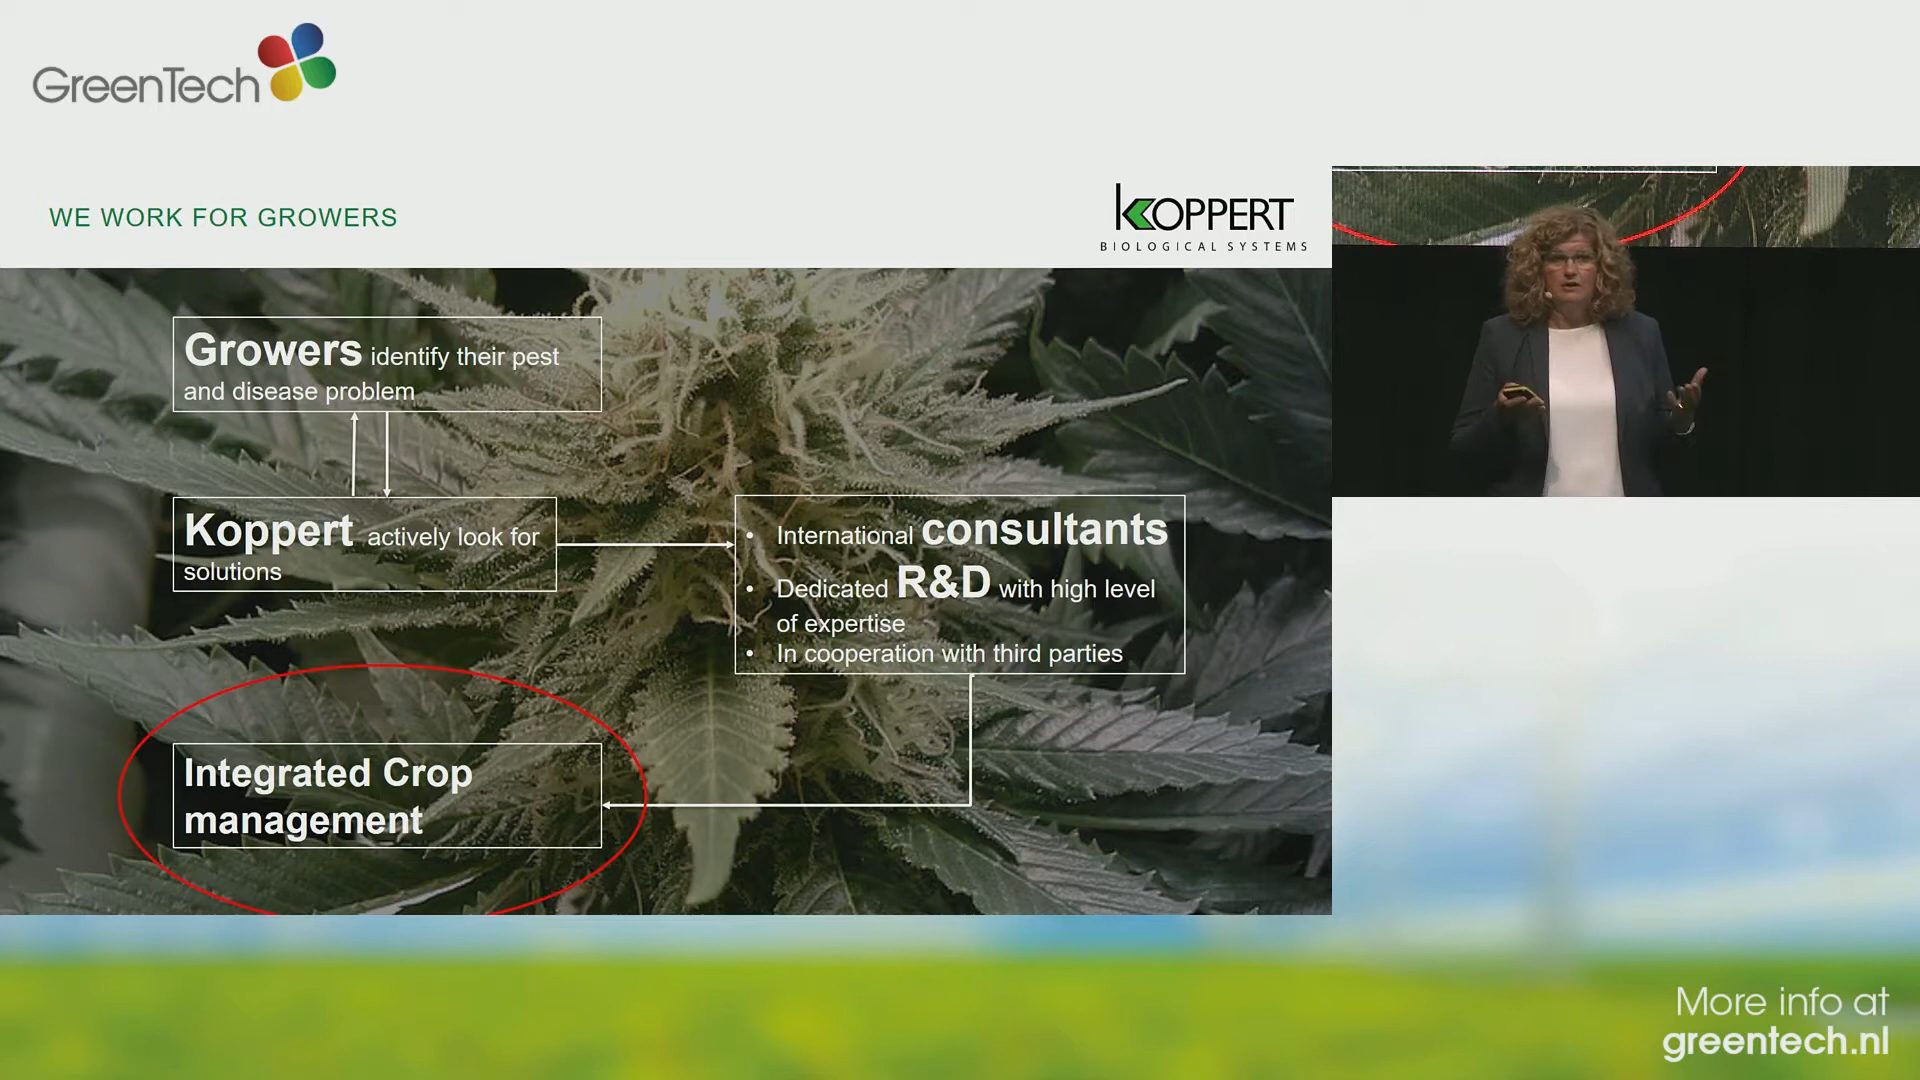 GreenTech
WE WORK FOR GROWERS
KOPPERT
BIOLOGICAL SYSTEMS
Growers identify their pest
and disease problem
Koppert actively look for
solutions
• International consultants
• Dedicated R&D with high level
of expertise
• In cooperation with third parties
Integrated Crop
management
More info at
greentech.nl